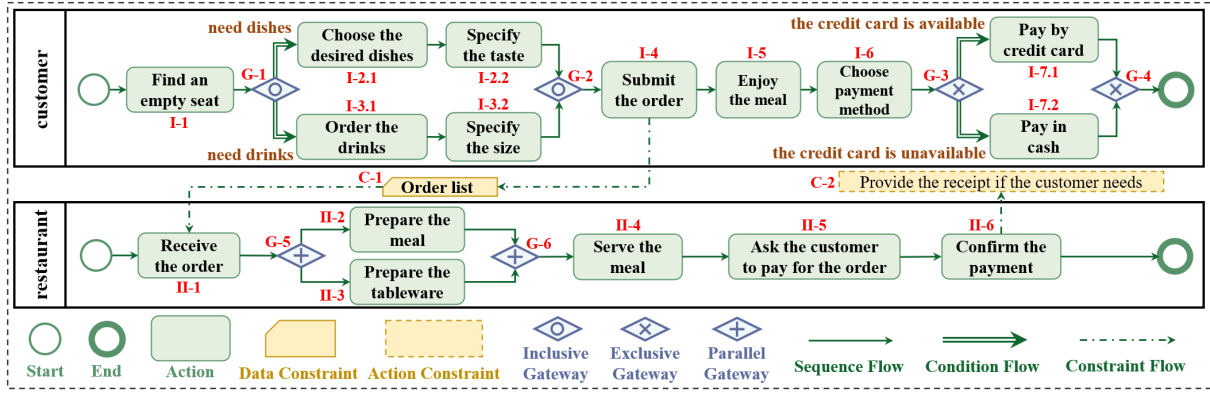 customer
need dishes
Choose the
desired dishes
I-2.1
Specify
the taste
I-2.2
Find an
empty seat
I-1
G-1
I-3.1
Order the
drinks
need drinks
I-3.2
Specify
the size
G-2
I-4
Submit
the order
I-5
Enjoy
the meal
I-6
Choose
payment
method
G-3
the credit card is available
Pay by
credit card
I-7.1
I-7.2
Pay in
cash
the credit card is unavailable
G-4
C-1
Order list
C-2
Provide the receipt if the customer needs
restaurant
Receive
the order
II-1
G-5
II-2
Prepare the
meal
II-3
Prepare the
tableware
G-6
II-4
Serve the
meal
II-5
Ask the customer
to pay for the order
II-6
Confirm the
payment
Start
End
Action
Data Constraint
Action Constraint
Inclusive
Gateway
Exclusive
Gateway
Parallel
Gateway
Sequence Flow
Condition Flow
Constraint Flow